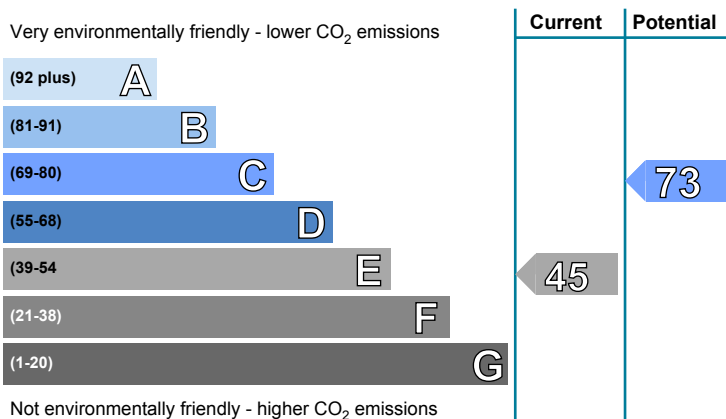 Current Potential
Very environmentally friendly - lower CO2 emissions
(92 plus) A
(81-91) B
(69-80) C
73
(55-68) D
(39-54 E
45
(21-38) F
(1-20) G
Not environmentally friendly - higher CO2 emissions